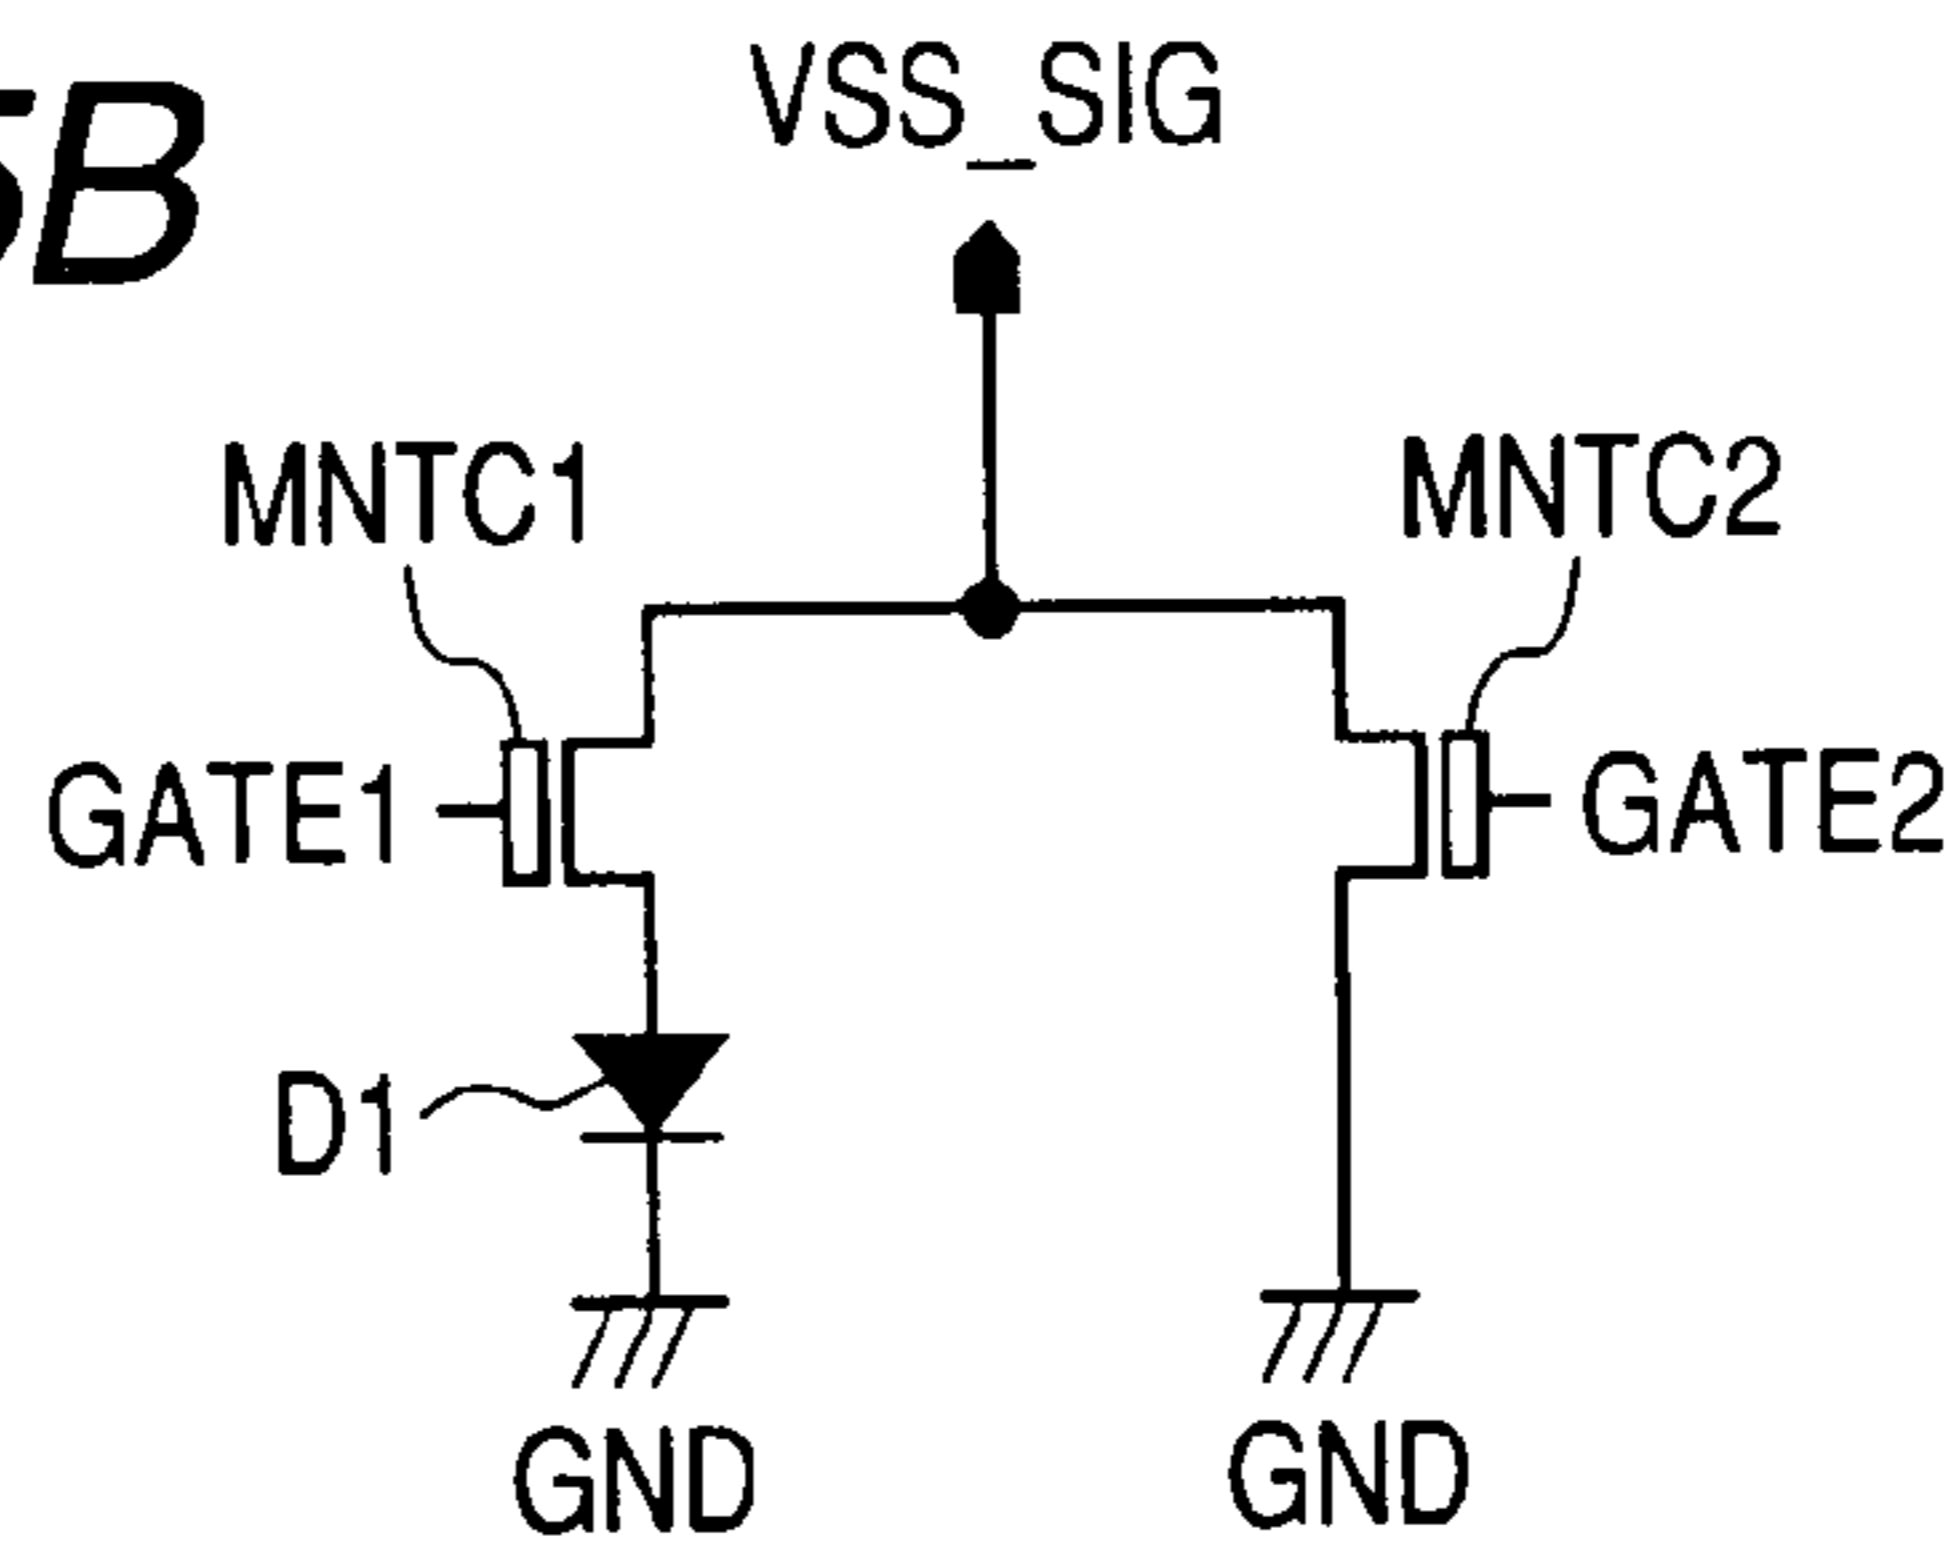 5B
VSS_SIG
MNTC1
MNTC2
GATE1
GATE2
D1
GND
GND